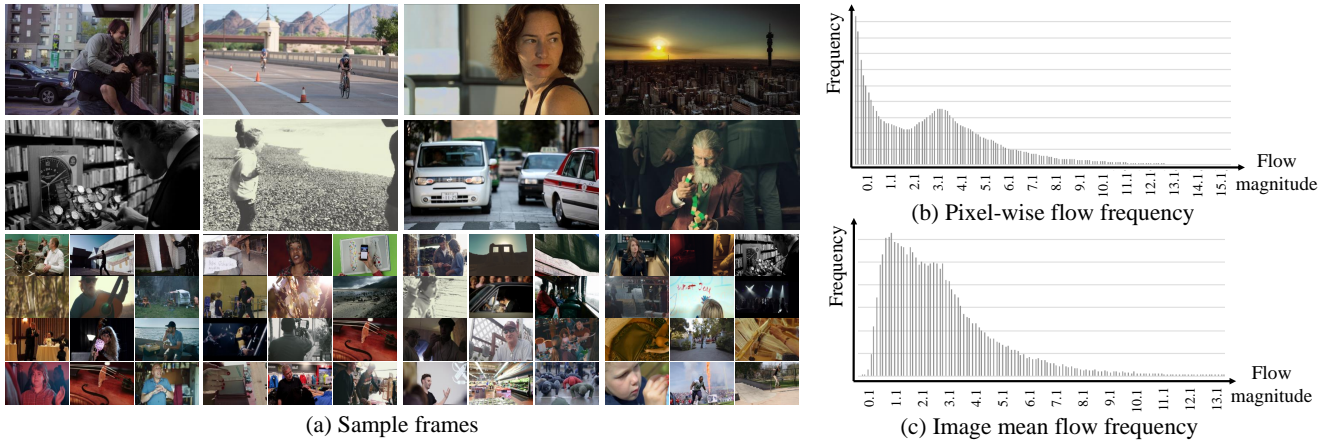 Frequency
0.1 1.1 2.1 3.1 4.1 5.1 6.1 7.1 8.1 9.1 10.1 11.1 12.1 13.1 14.1 15.1
Flow
magnitude
(b) Pixel-wise flow frequency
Frequency
0.1 1.1 2.1 3.1 4.1 5.1 6.1 7.1 8.1 9.1 10.1 11.1 12.1 13.1
Flow
magnitude
(c) Image mean flow frequency
(a) Sample frames